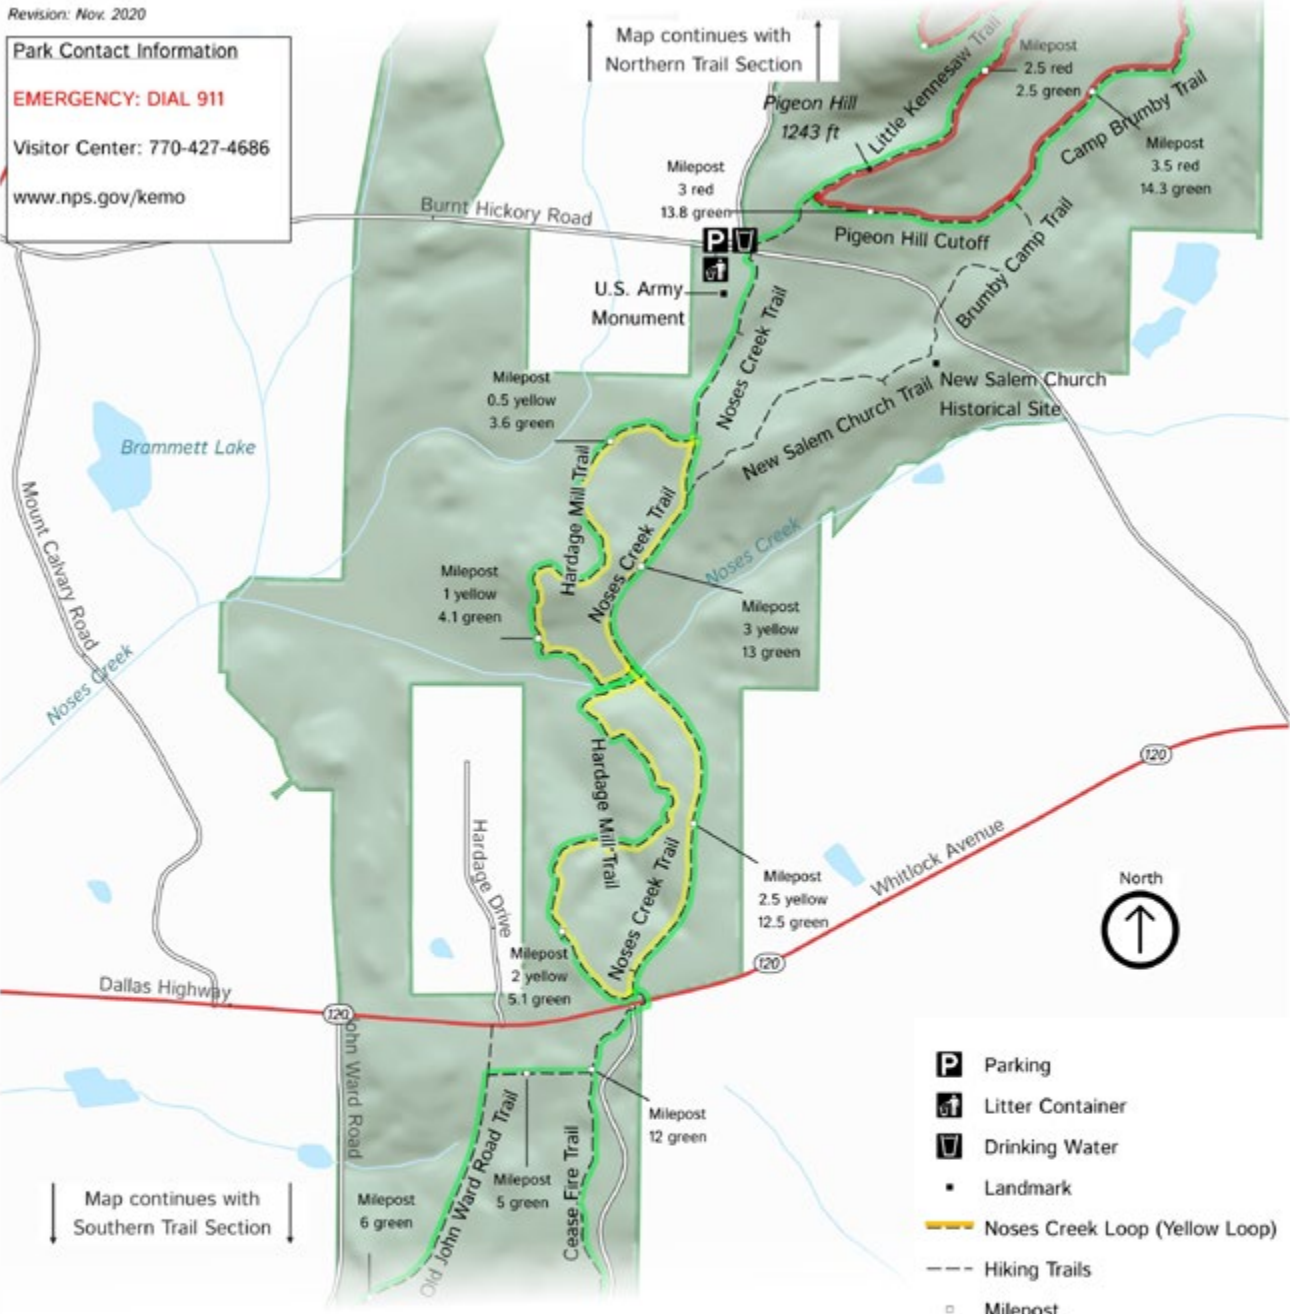 Revision: Nov. 2020
Park Contact Information
EMERGENCY: DIAL 911
Visitor Center: 770-427-4686
www.nps.gov/kemo
Map continues with
Northern Trail Section
Pigeon Hill
1243 ft
Little Kennesaw Trail
Milepost
2.5 red
2.5 green
Camp Brumby Trail
Milepost
3.5 red
14.3 green
Milepost
3 red
13.8 green
Burnt Hickory Road
P
Pigeon Hill Cutoff
Brumby Camp Trail
U.S. Army
Monument
Noses Creek Trail
New Salem Church Trail
New Salem Church
Historical Site
Milepost
0.5 yellow
3.6 green
Brammett Lake
Hardage Mill Trail
Noses Creek Trail
Noses Creek
Mount Calvary Road
Milepost
1 yellow
4.1 green
Milepost
3 yellow
13 green
Noses Creek
Hardage Mill Trail
120
Hardage Drive
Noses Creek Trail
Whitlock Avenue
Milepost
2.5 yellow
12.5 green
North
Milepost
2 yellow
5.1 green
120
Dallas Highway
120
John Ward Road
Old John Ward Road Trail
Milepost
5 green
Cease Fire Trail
Milepost
12 green
Milepost
6 green
Map continues with
Southern Trail Section
P Parking
Litter Container
Drinking Water
Landmark
Noses Creek Loop (Yellow Loop)
Hiking Trails
Milepost